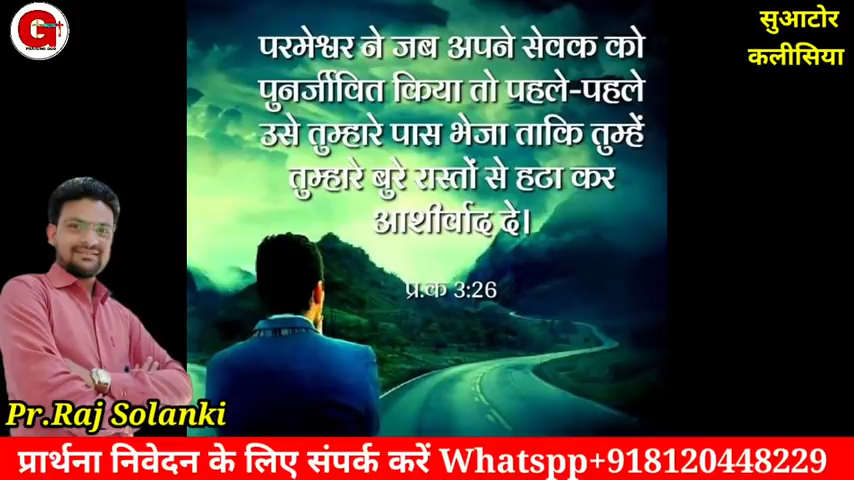 G
सुआटोर
कलीसिया
परमेश्वर ने जब अपने सेवक को
पुनर्जीवित किया तो पहले-पहले
उसे तुम्हारे पास भेजा ताकि तुम्हें
तुम्हारे बुरे रास्तों से हटा कर
आशीर्वाद दे।
प्र.क 3:26
Pr.Raj Solanki
प्रार्थना निवेदन के लिए संपर्क करें Whatspp+918120448229